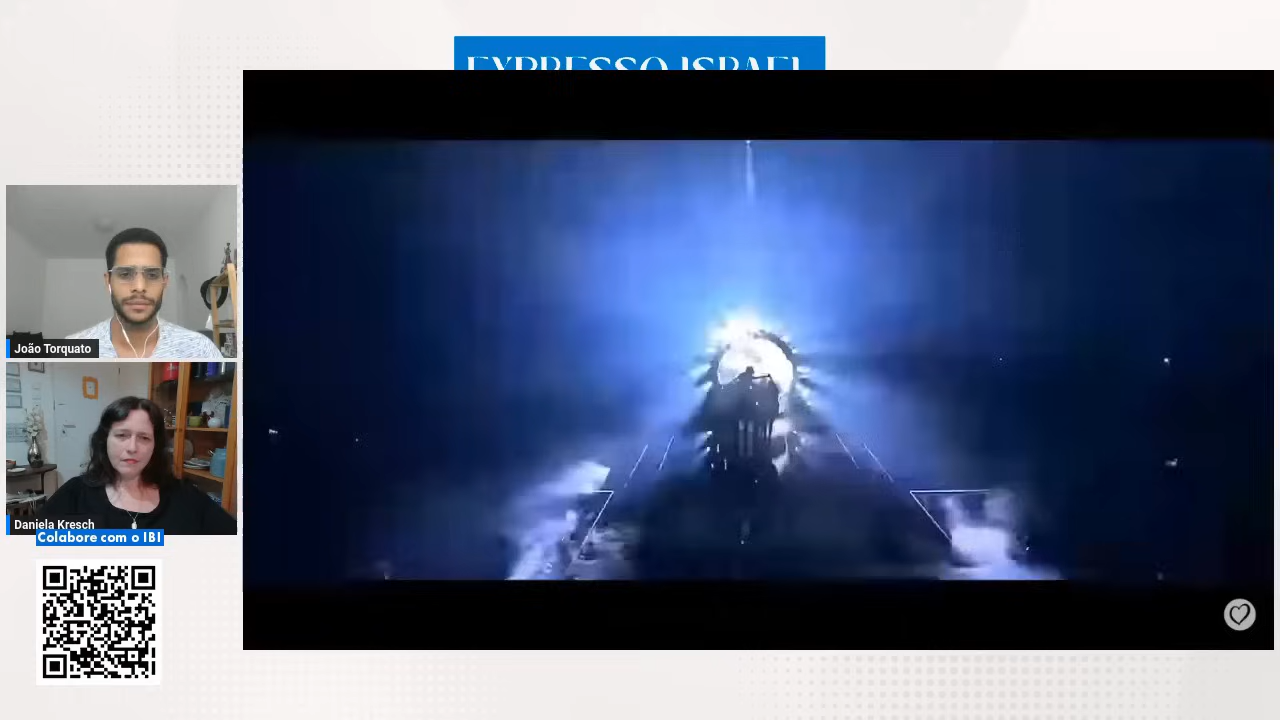 EXPRESSO ISRAEL
João Torquato
Daniela Kresch
Colabore com o IBI